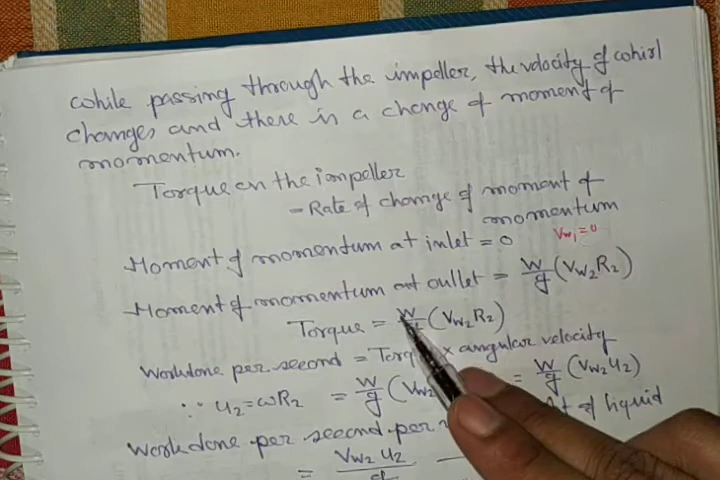 While passing through the impeller, the velocity of whirl
changes and there is a change of moment of
momentum.
Torque on the impeller
= Rate of change of moment of
momentum
Moment of momentum at inlet = 0 Vw₁ = 0
Moment of momentum at outlet = W/g (Vw₂ R₂)
Torque = W (Vw₂ R₂)
Workdone per second = Torque × angular velocity
∵ u₂ = ωR₂ = W/g (Vw₂ = W/g (Vw₂ u₂)
Workdone per second per of liquid
= Vw₂ u₂